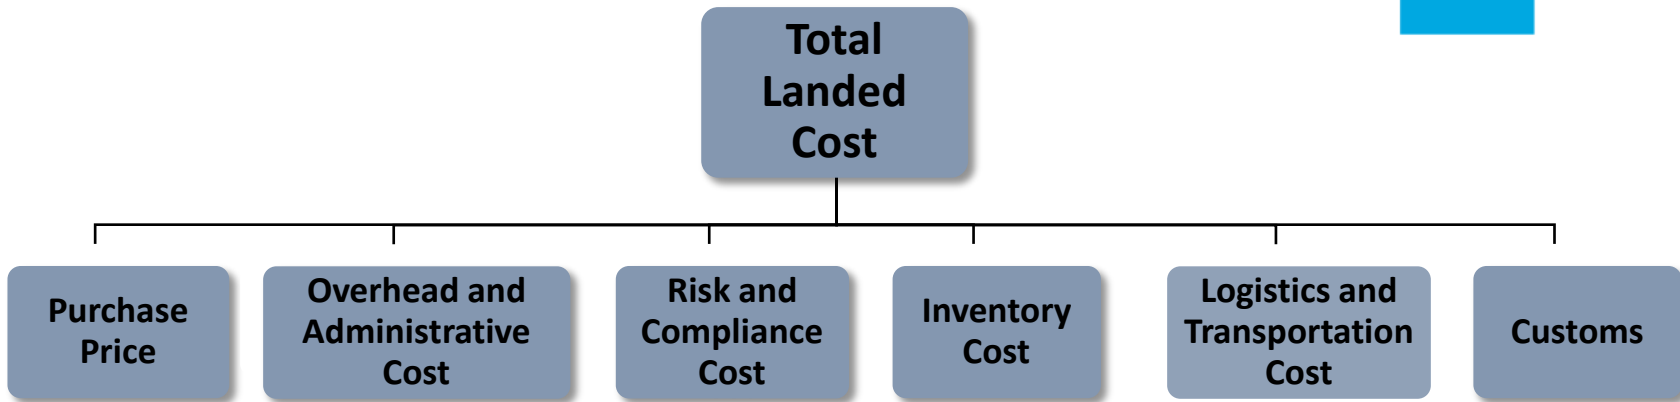 Total
Landed
Cost
Purchase
Price
Overhead and
Administrative
Cost
Risk and
Compliance
Cost
Inventory
Cost
Logistics and
Transportation
Cost
Customs